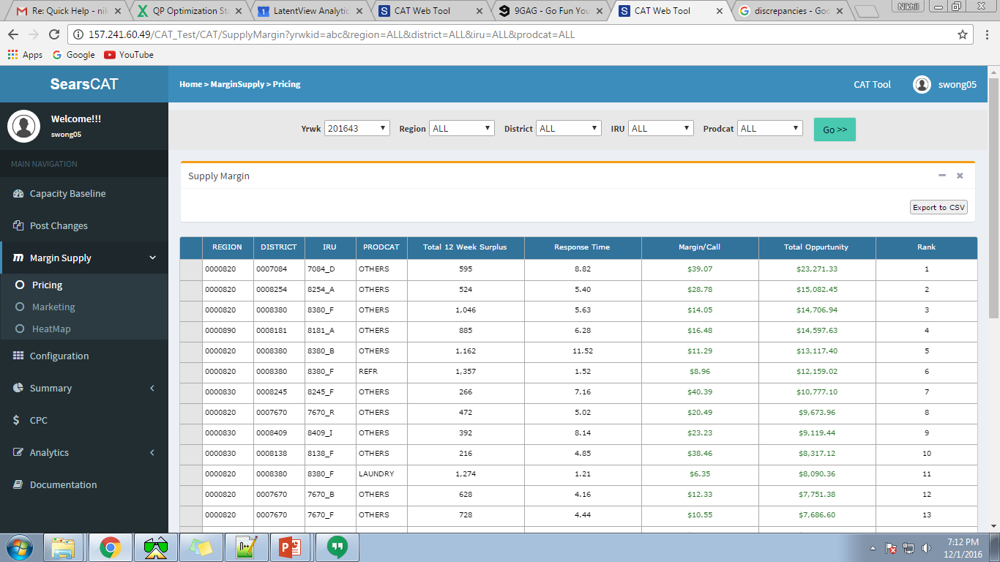 Re: Quick Help - nik
QP Optimization Sta
LatentView Analytic
CAT Web Tool
9GAG - Go Fun You
CAT Web Tool
discrepancies - Goo
Nikhil
157.241.60.49/CAT_Test/CAT/SupplyMargin?yrwkid=abc&region=ALL&district=ALL&iru=ALL&prodcat=ALL
Apps Google YouTube
SearsCAT
Home > MarginSupply > Pricing
CAT Tool swong05
Welcome!!!
swong05
MAIN NAVIGATION
Capacity Baseline
Post Changes
Margin Supply
Pricing
Marketing
HeatMap
Configuration
Summary
CPC
Analytics
Documentation
Yrwk 201643 Region ALL District ALL IRU ALL Prodcat ALL Go >>
Supply Margin
Export to CSV
REGION DISTRICT IRU PRODCAT Total 12 Week Surplus Response Time Margin/Call Total Oppurtunity Rank
0000820 0007084 7084_D OTHERS 595 8.82 $39.07 $23,271.33 1
0000820 0008254 8254_A OTHERS 524 5.40 $28.78 $15,082.45 2
0000820 0008380 8380_F OTHERS 1,046 5.63 $14.05 $14,706.94 3
0000890 0008181 8181_A OTHERS 885 6.28 $16.48 $14,597.63 4
0000820 0008380 8380_B OTHERS 1,162 11.52 $11.29 $13,117.40 5
0000820 0008380 8380_F REFR 1,357 1.52 $8.96 $12,159.02 6
0000830 0008245 8245_F OTHERS 266 7.16 $40.39 $10,777.10 7
0000820 0007670 7670_R OTHERS 472 5.02 $20.49 $9,673.96 8
0000830 0008409 8409_I OTHERS 392 8.14 $23.23 $9,119.44 9
0000830 0008138 8138_F OTHERS 216 4.85 $38.46 $8,317.12 10
0000820 0008380 8380_F LAUNDRY 1,274 1.21 $6.35 $8,090.36 11
0000820 0007670 7670_B OTHERS 628 4.16 $12.33 $7,751.38 12
0000820 0007670 7670_F OTHERS 728 4.44 $10.55 $7,686.60 13
7:12 PM
12/1/2016